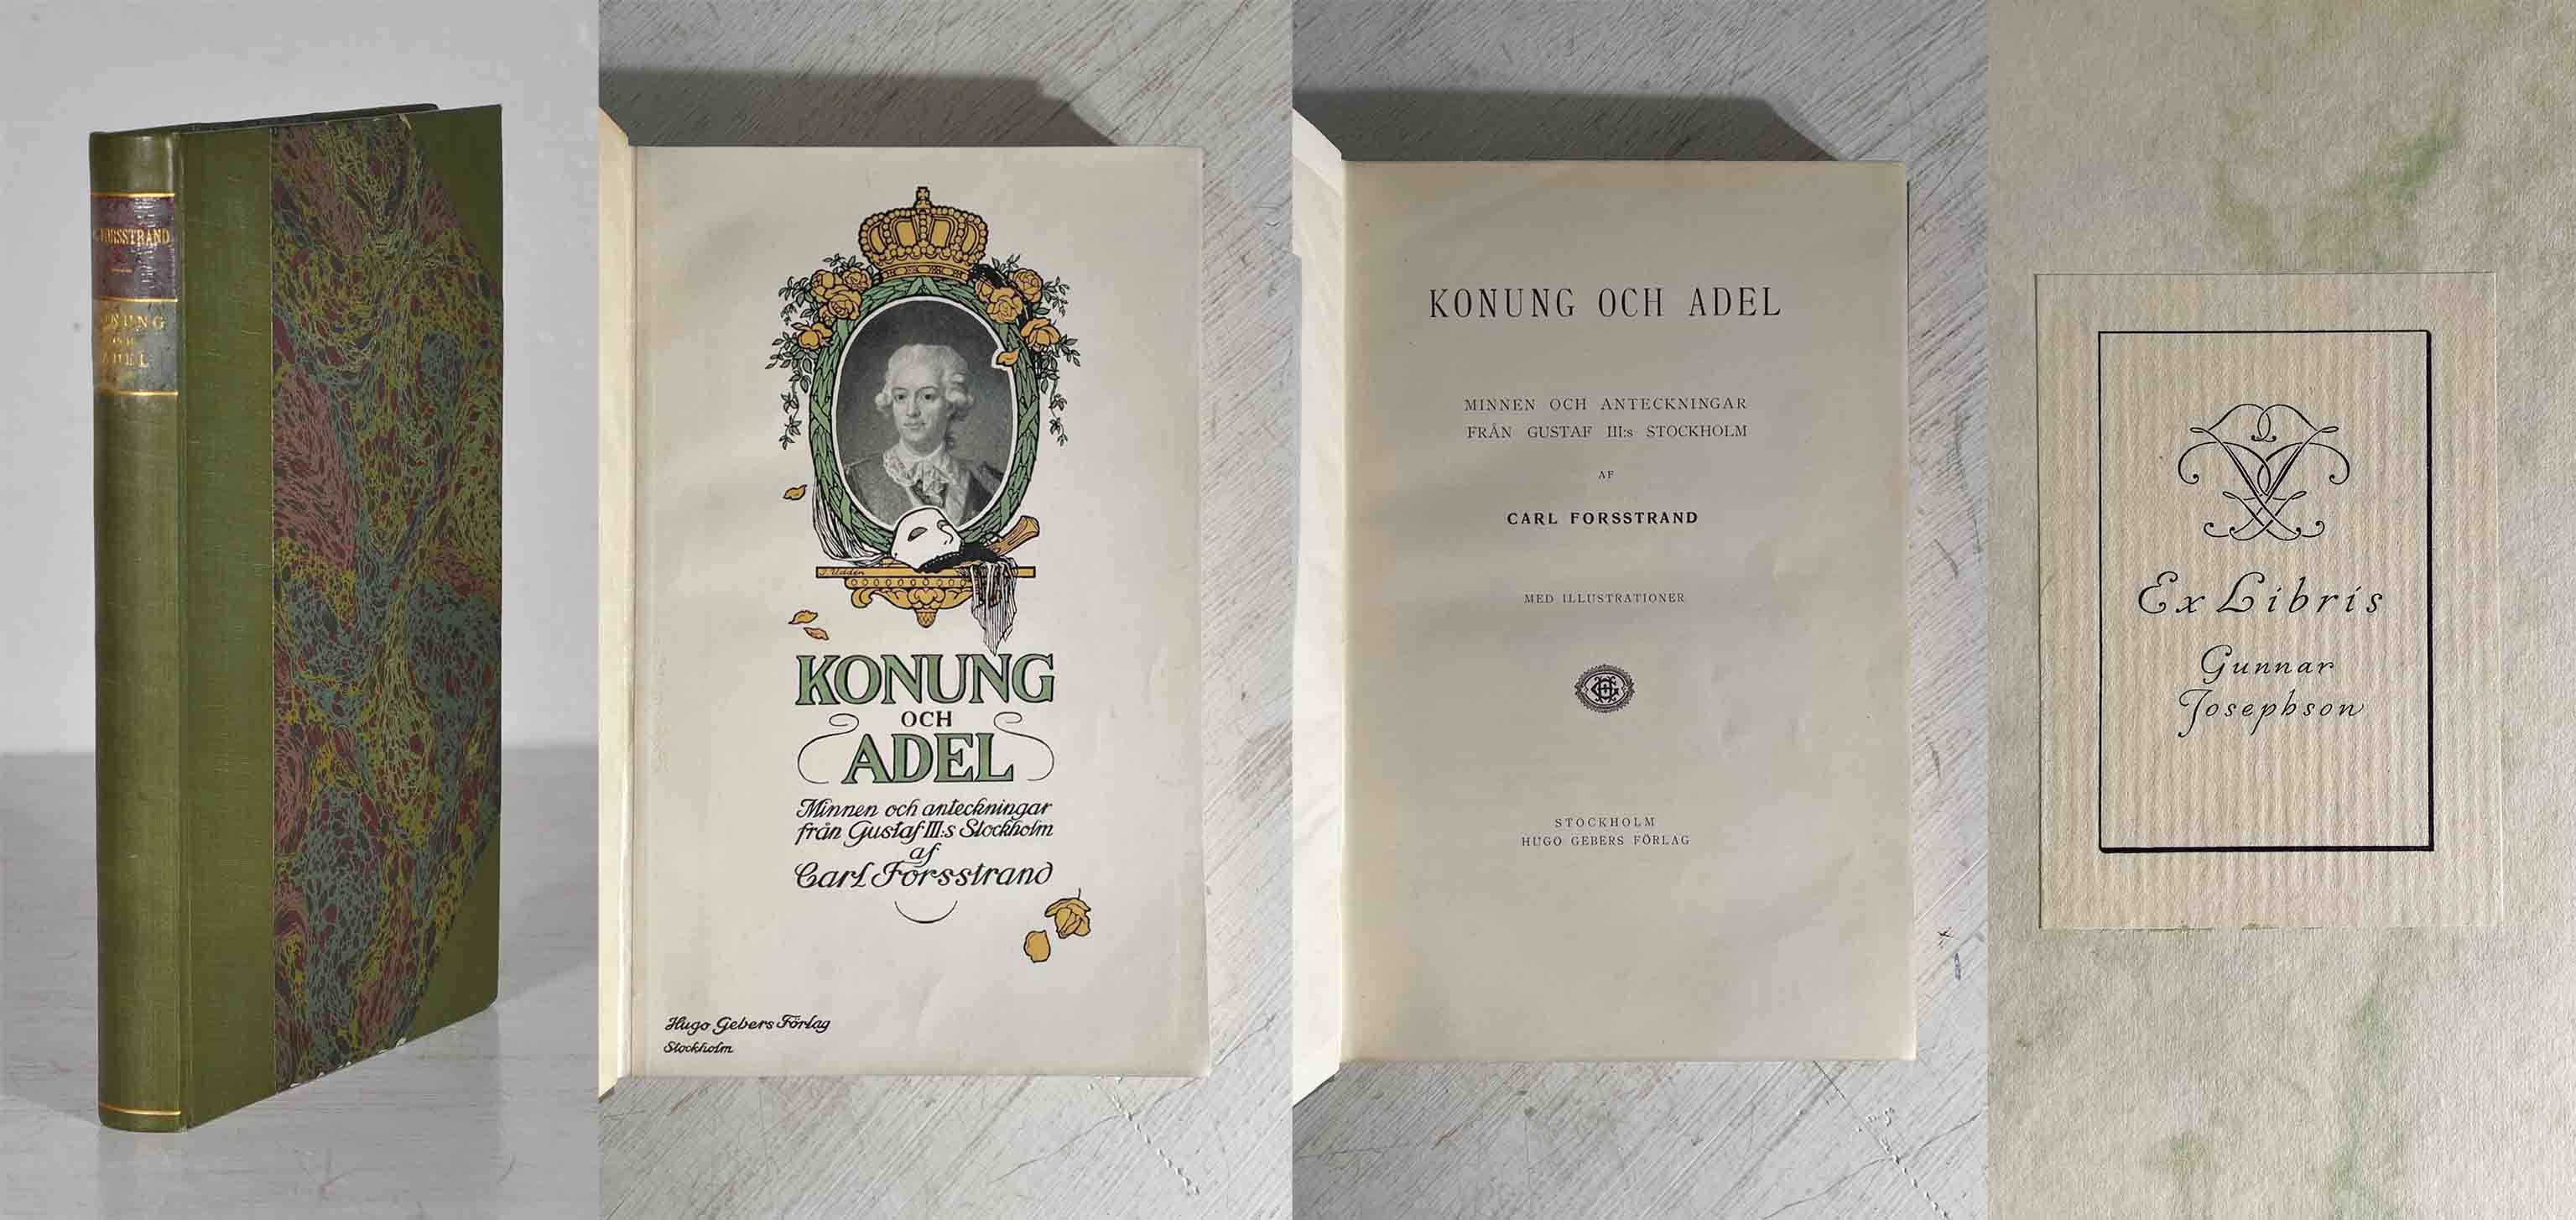 FORSSTRAND
KONUNG
OCH
ADEL
J. Uddén
KONUNG
OCH
ADEL
Minnen och anteckningar
från Gustaf III:s Stockholm
af
Carl Forsstrand
Hugo Gebers Förlag
Stockholm
KONUNG OCH ADEL
MINNEN OCH ANTECKNINGAR
FRÅN GUSTAF III:s STOCKHOLM
AF
CARL FORSSTRAND
MED ILLUSTRATIONER
STOCKHOLM
HUGO GEBERS FÖRLAG
Ex Libris
Gunnar
Josephson